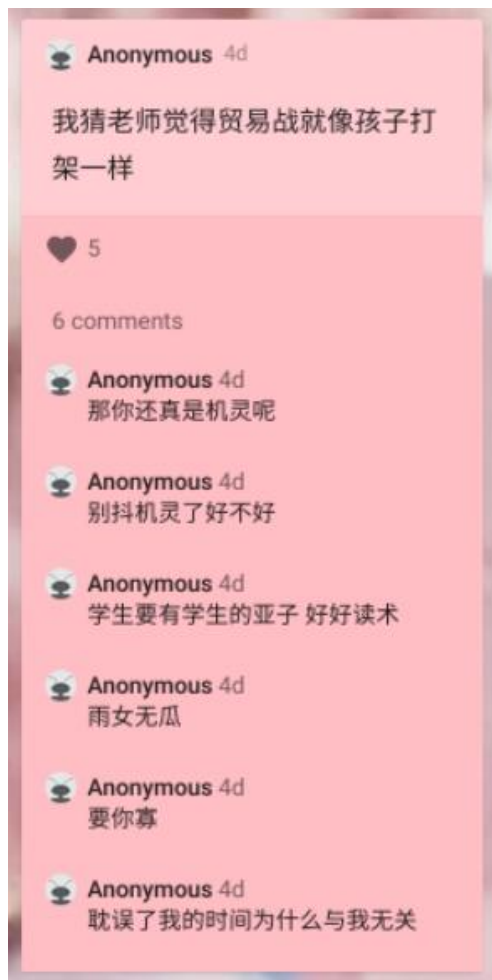 Anonymous 4d
我猜老师觉得贸易战就像孩子打
架一样
5
6 comments
Anonymous 4d
那你还真是机灵呢
Anonymous 4d
别抖机灵了好不好
Anonymous 4d
学生要有学生的亚子 好好读术
Anonymous 4d
雨女无瓜
Anonymous 4d
要你寡
Anonymous 4d
耽误了我的时间为什么与我无关